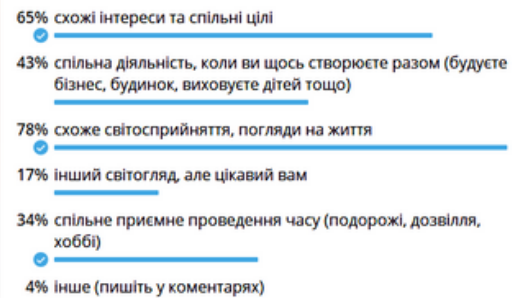 65% схожі інтереси та спільні цілі
43% спільна діяльність, коли ви щось створюєте разом (будуєте
бізнес, будинок, виховуєте дітей тощо)
78% схоже світосприйняття, погляди на життя
17% інший світогляд, але цікавий вам
34% спільне приємне проведення часу (подорожі, дозвілля,
хоббі)
4% інше (пишіть у коментарях)